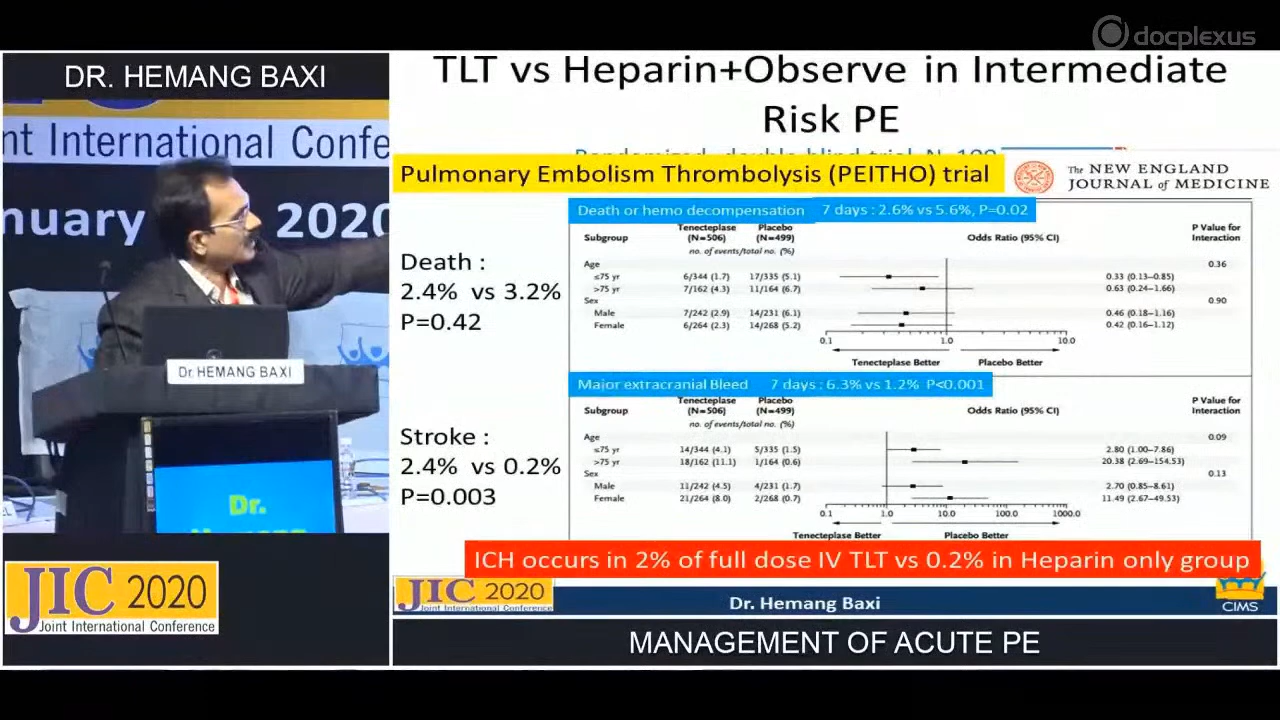 docplexus
DR. HEMANG BAXI
nt International Confe
nuary 2020
Dr HEMANG BAXI
Dr.
JIC 2020
Joint International Conference
TLT vs Heparin+Observe in Intermediate
Risk PE
Pulmonary Embolism Thrombolysis (PEITHO) trial
The NEW ENGLAND
JOURNAL of MEDICINE
Death :
2.4% vs 3.2%
P=0.42
Stroke :
2.4% vs 0.2%
P=0.003
Death or hemo decompensation 7 days : 2.6% vs 5.6%, P=0.02
Subgroup Tenecteplase (N=506) Placebo (N=499) Odds Ratio (95% CI) P Value for Interaction
no. of events/total no. (%)
Age 0.36
≤75 yr 6/344 (1.7) 17/335 (5.1) 0.33 (0.13–0.85)
>75 yr 7/162 (4.3) 11/164 (6.7) 0.63 (0.24–1.66)
Sex 0.90
Male 7/242 (2.9) 14/231 (6.1) 0.46 (0.18–1.16)
Female 6/264 (2.3) 14/268 (5.2) 0.42 (0.16–1.12)
0.1 1.0 10.0
Tenecteplase Better Placebo Better
Major extracranial Bleed 7 days : 6.3% vs 1.2% P<0.001
Subgroup Tenecteplase (N=506) Placebo (N=499) Odds Ratio (95% CI) P Value for Interaction
no. of events/total no. (%)
Age 0.09
≤75 yr 14/344 (4.1) 5/335 (1.5) 2.80 (1.00–7.86)
>75 yr 18/162 (11.1) 1/164 (0.6) 20.38 (2.69–154.53)
Sex 0.13
Male 11/242 (4.5) 4/231 (1.7) 2.70 (0.85–8.61)
Female 21/264 (8.0) 2/268 (0.7) 11.49 (2.67–49.53)
0.1 1.0 10.0 100.0 1000.0
Tenecteplase Better Placebo Better
ICH occurs in 2% of full dose IV TLT vs 0.2% in Heparin only group
JIC 2020
Joint International Conference
Dr. Hemang Baxi
CIMS
MANAGEMENT OF ACUTE PE